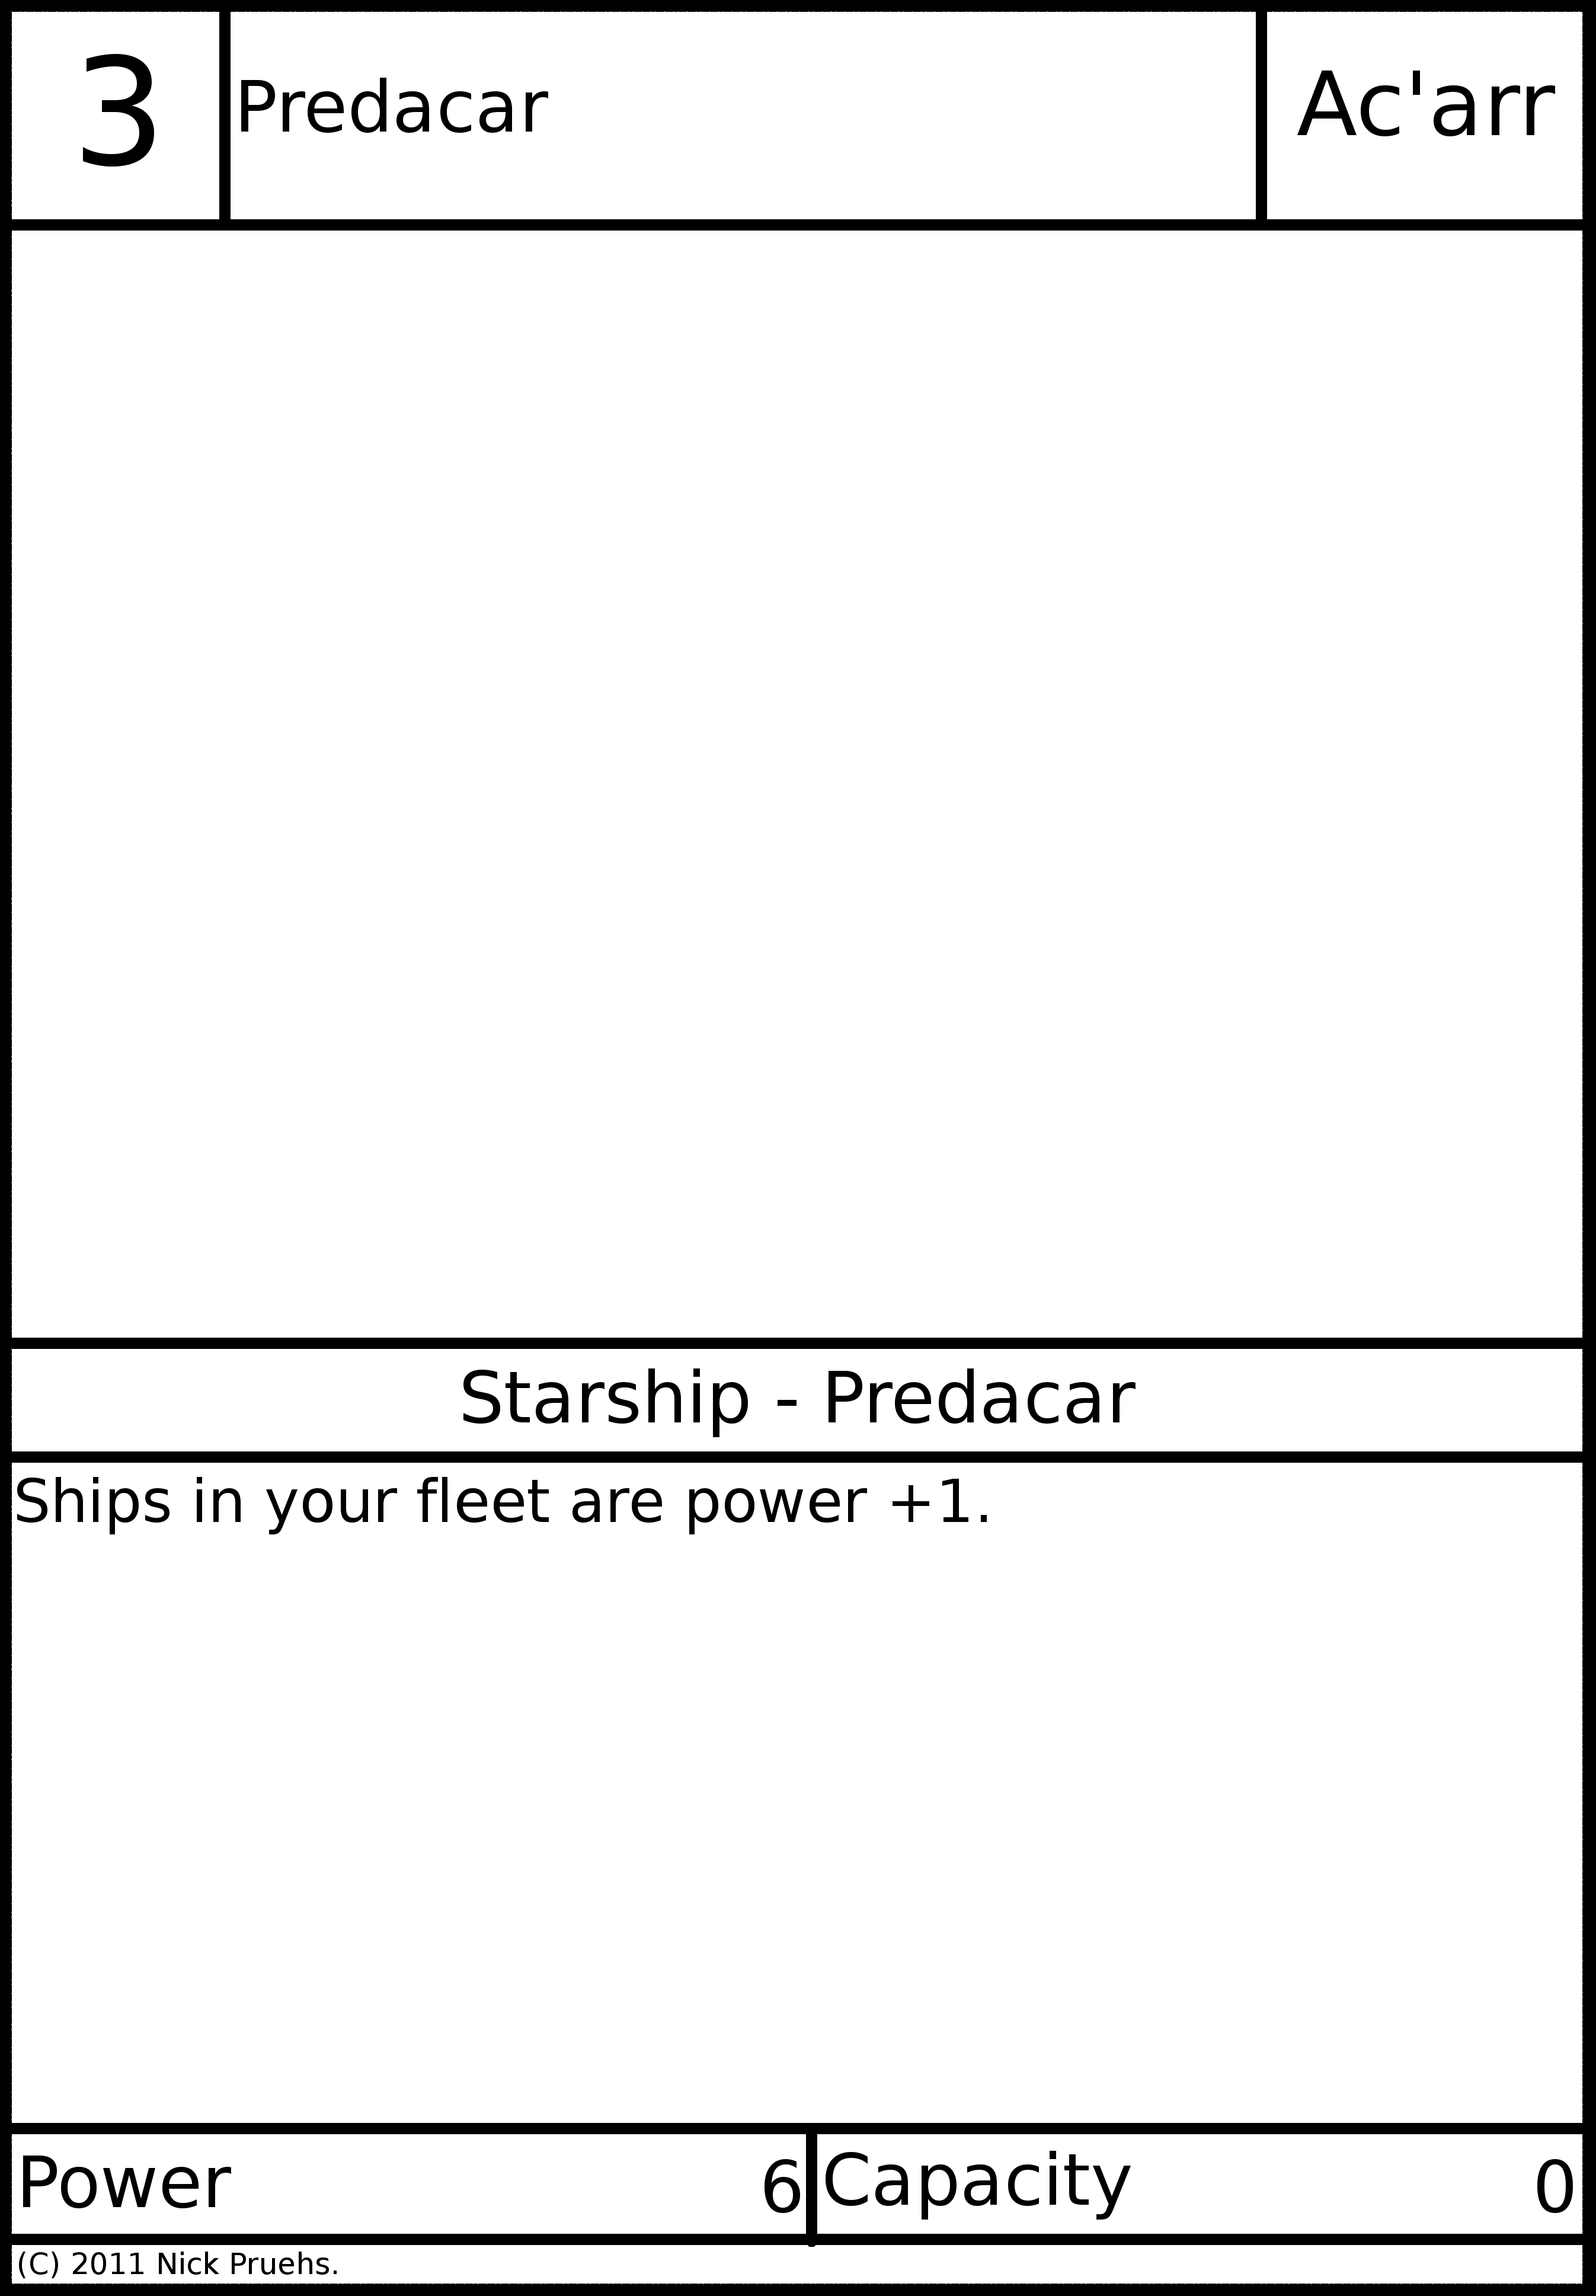 3
Predacar
Ac'arr
Starship - Predacar
Ships in your fleet are power +1.
Power 6
Capacity 0
(C) 2011 Nick Pruehs.